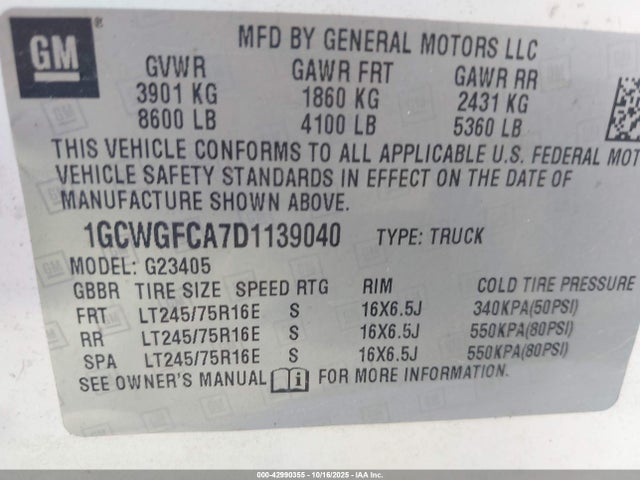 GM ®
MFD BY GENERAL MOTORS LLC
GVWR GAWR FRT GAWR RR
3901 KG 1860 KG 2431 KG
8600 LB 4100 LB 5360 LB
THIS VEHICLE CONFORMS TO ALL APPLICABLE U.S. FEDERAL MOT
VEHICLE SAFETY STANDARDS IN EFFECT ON THE DATE OF
MANUFACTURE SHOWN ABOVE.
1GCWGFCA7D1139040 TYPE: TRUCK
MODEL: G23405
GBBR TIRE SIZE SPEED RTG RIM COLD TIRE PRESSURE
FRT LT245/75R16E S 16X6.5J 340KPA(50PSI)
RR LT245/75R16E S 16X6.5J 550KPA(80PSI)
SPA LT245/75R16E S 16X6.5J 550KPA(80PSI)
SEE OWNER'S MANUAL i FOR MORE INFORMATION.
000-42990355 - 10/16/2025 - IAA Inc.